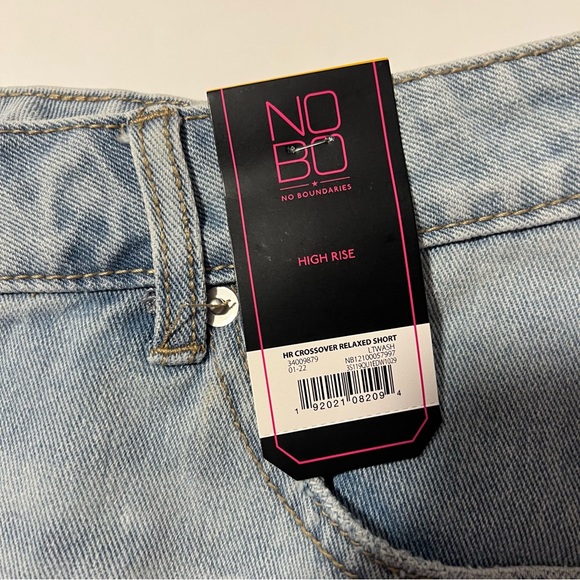 NO
BO
NO BOUNDARIES
HIGH RISE
HR CROSSOVER RELAXED SHORT
34009879 LTWASH
01-22 NB12100057997
3S119QU1EDW1029
1 92021 08209 4